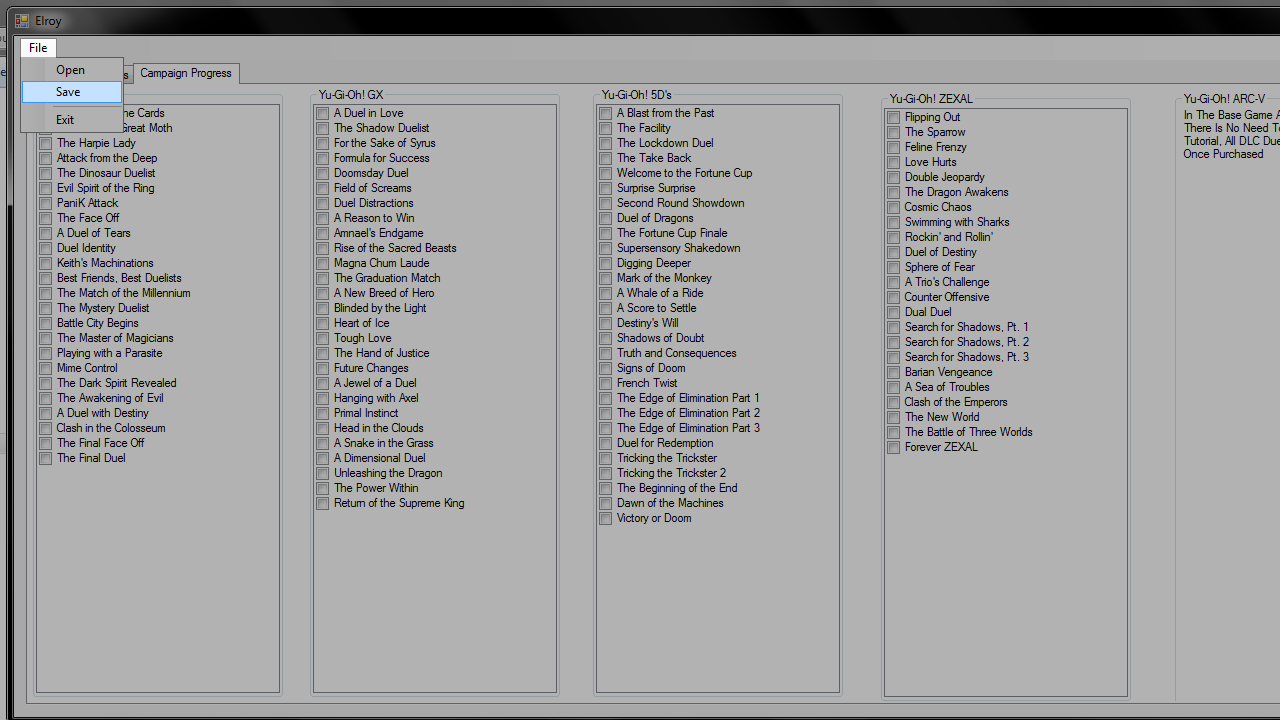 Elroy
File
Open
Save
Exit
s
Campaign Progress
he Cards
Great Moth
The Harpie Lady
Attack from the Deep
The Dinosaur Duelist
Evil Spirit of the Ring
PaniK Attack
The Face Off
A Duel of Tears
Duel Identity
Keith's Machinations
Best Friends, Best Duelists
The Match of the Millennium
The Mystery Duelist
Battle City Begins
The Master of Magicians
Playing with a Parasite
Mime Control
The Dark Spirit Revealed
The Awakening of Evil
A Duel with Destiny
Clash in the Colosseum
The Final Face Off
The Final Duel
Yu-Gi-Oh! GX
A Duel in Love
The Shadow Duelist
For the Sake of Syrus
Formula for Success
Doomsday Duel
Field of Screams
Duel Distractions
A Reason to Win
Amnael's Endgame
Rise of the Sacred Beasts
Magna Chum Laude
The Graduation Match
A New Breed of Hero
Blinded by the Light
Heart of Ice
Tough Love
The Hand of Justice
Future Changes
A Jewel of a Duel
Hanging with Axel
Primal Instinct
Head in the Clouds
A Snake in the Grass
A Dimensional Duel
Unleashing the Dragon
The Power Within
Return of the Supreme King
Yu-Gi-Oh! 5D's
A Blast from the Past
The Facility
The Lockdown Duel
The Take Back
Welcome to the Fortune Cup
Surprise Surprise
Second Round Showdown
Duel of Dragons
The Fortune Cup Finale
Supersensory Shakedown
Digging Deeper
Mark of the Monkey
A Whale of a Ride
A Score to Settle
Destiny's Will
Shadows of Doubt
Truth and Consequences
Signs of Doom
French Twist
The Edge of Elimination Part 1
The Edge of Elimination Part 2
The Edge of Elimination Part 3
Duel for Redemption
Tricking the Trickster
Tricking the Trickster 2
The Beginning of the End
Dawn of the Machines
Victory or Doom
Yu-Gi-Oh! ZEXAL
Flipping Out
The Sparrow
Feline Frenzy
Love Hurts
Double Jeopardy
The Dragon Awakens
Cosmic Chaos
Swimming with Sharks
Rockin' and Rollin'
Duel of Destiny
Sphere of Fear
A Trio's Challenge
Counter Offensive
Dual Duel
Search for Shadows, Pt. 1
Search for Shadows, Pt. 2
Search for Shadows, Pt. 3
Barian Vengeance
A Sea of Troubles
Clash of the Emperors
The New World
The Battle of Three Worlds
Forever ZEXAL
Yu-Gi-Oh! ARC-V
In The Base Game A
There Is No Need To
Tutorial, All DLC Due
Once Purchased